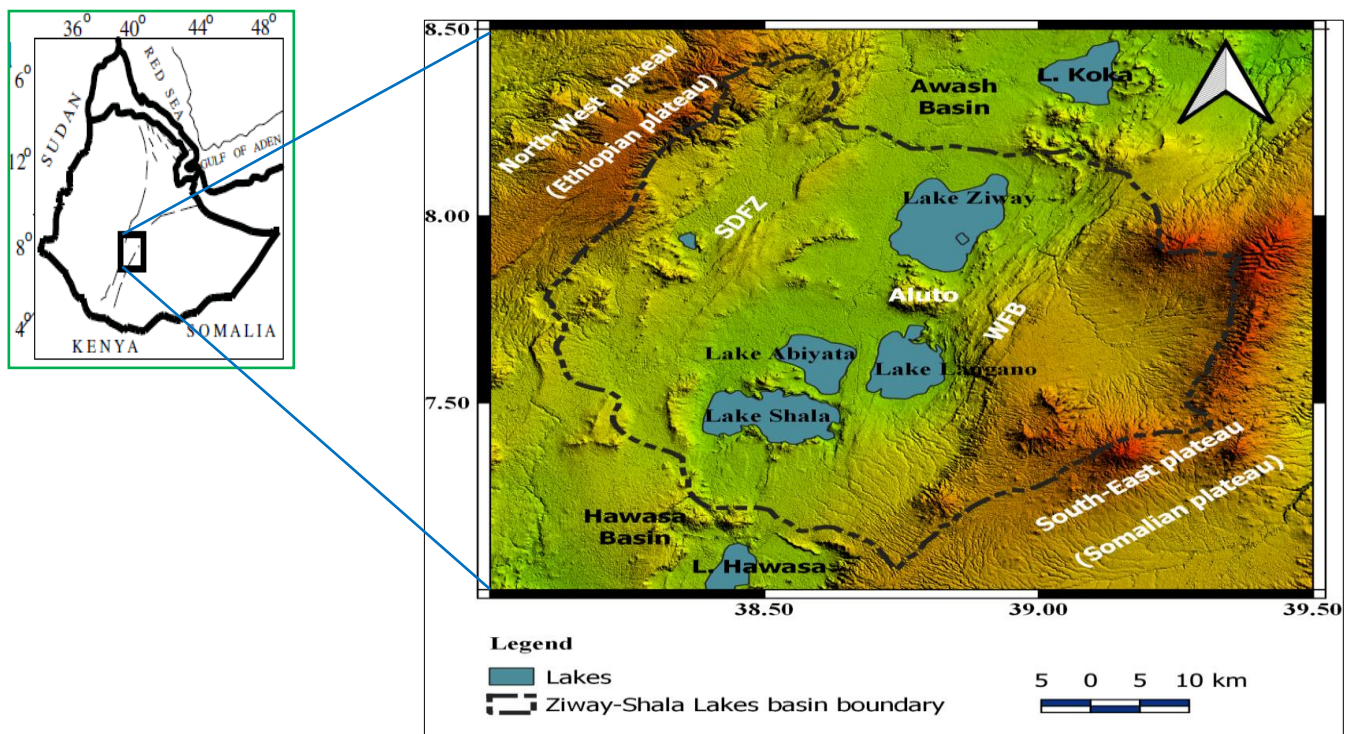 36° 40° 44° 48°
6°
12°
8°
4°
SUDAN
RED SEA
GULF OF ADEN
SOMALIA
KENYA
8.50
8.00
7.50
38.50 39.00 39.50
North-West plateau
(Ethiopian plateau)
Awash
Basin
L. Koka
SDFZ
Lake Ziway
Aluto
WFB
Lake Abiyata
Lake Langano
Lake Shala
South-East plateau
(Somalian plateau)
Hawasa
Basin
L. Hawasa
Legend
Lakes
Ziway-Shala Lakes basin boundary
5 0 5 10 km